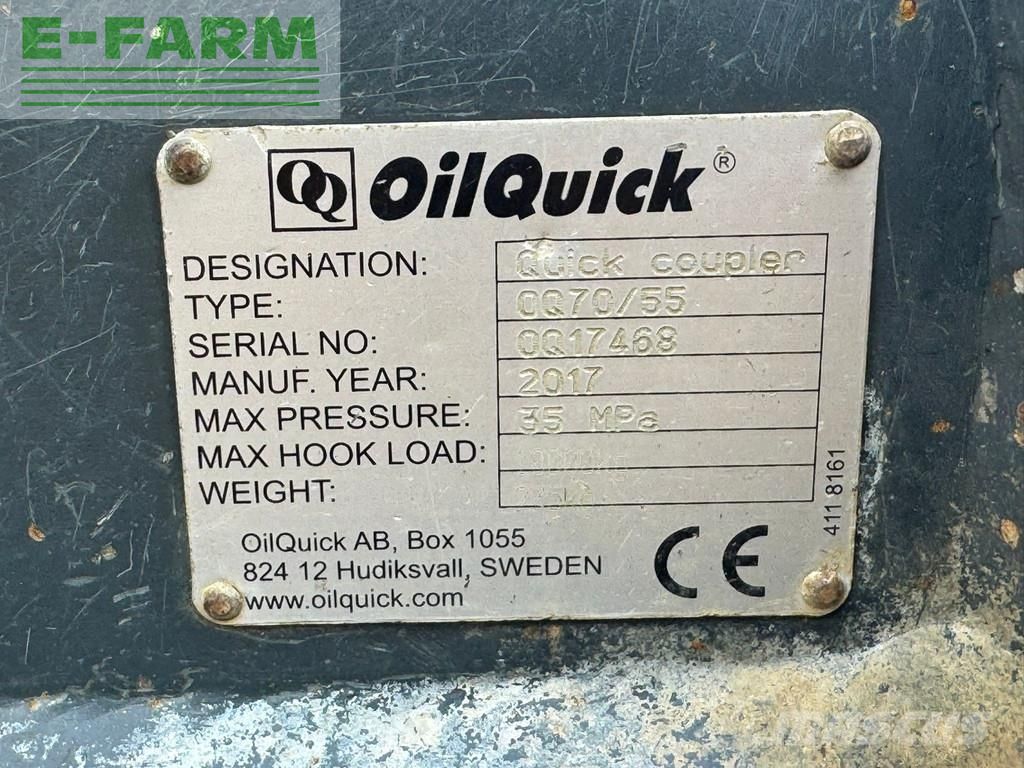 E-FARM
QQ OilQuick®
DESIGNATION: Quick coupler
TYPE: OQ70/55
SERIAL NO: OQ17468
MANUF. YEAR: 2017
MAX PRESSURE: 35 MPa
MAX HOOK LOAD:
WEIGHT:
OilQuick AB, Box 1055
824 12 Hudiksvall, SWEDEN
www.oilquick.com
CE
411 8161